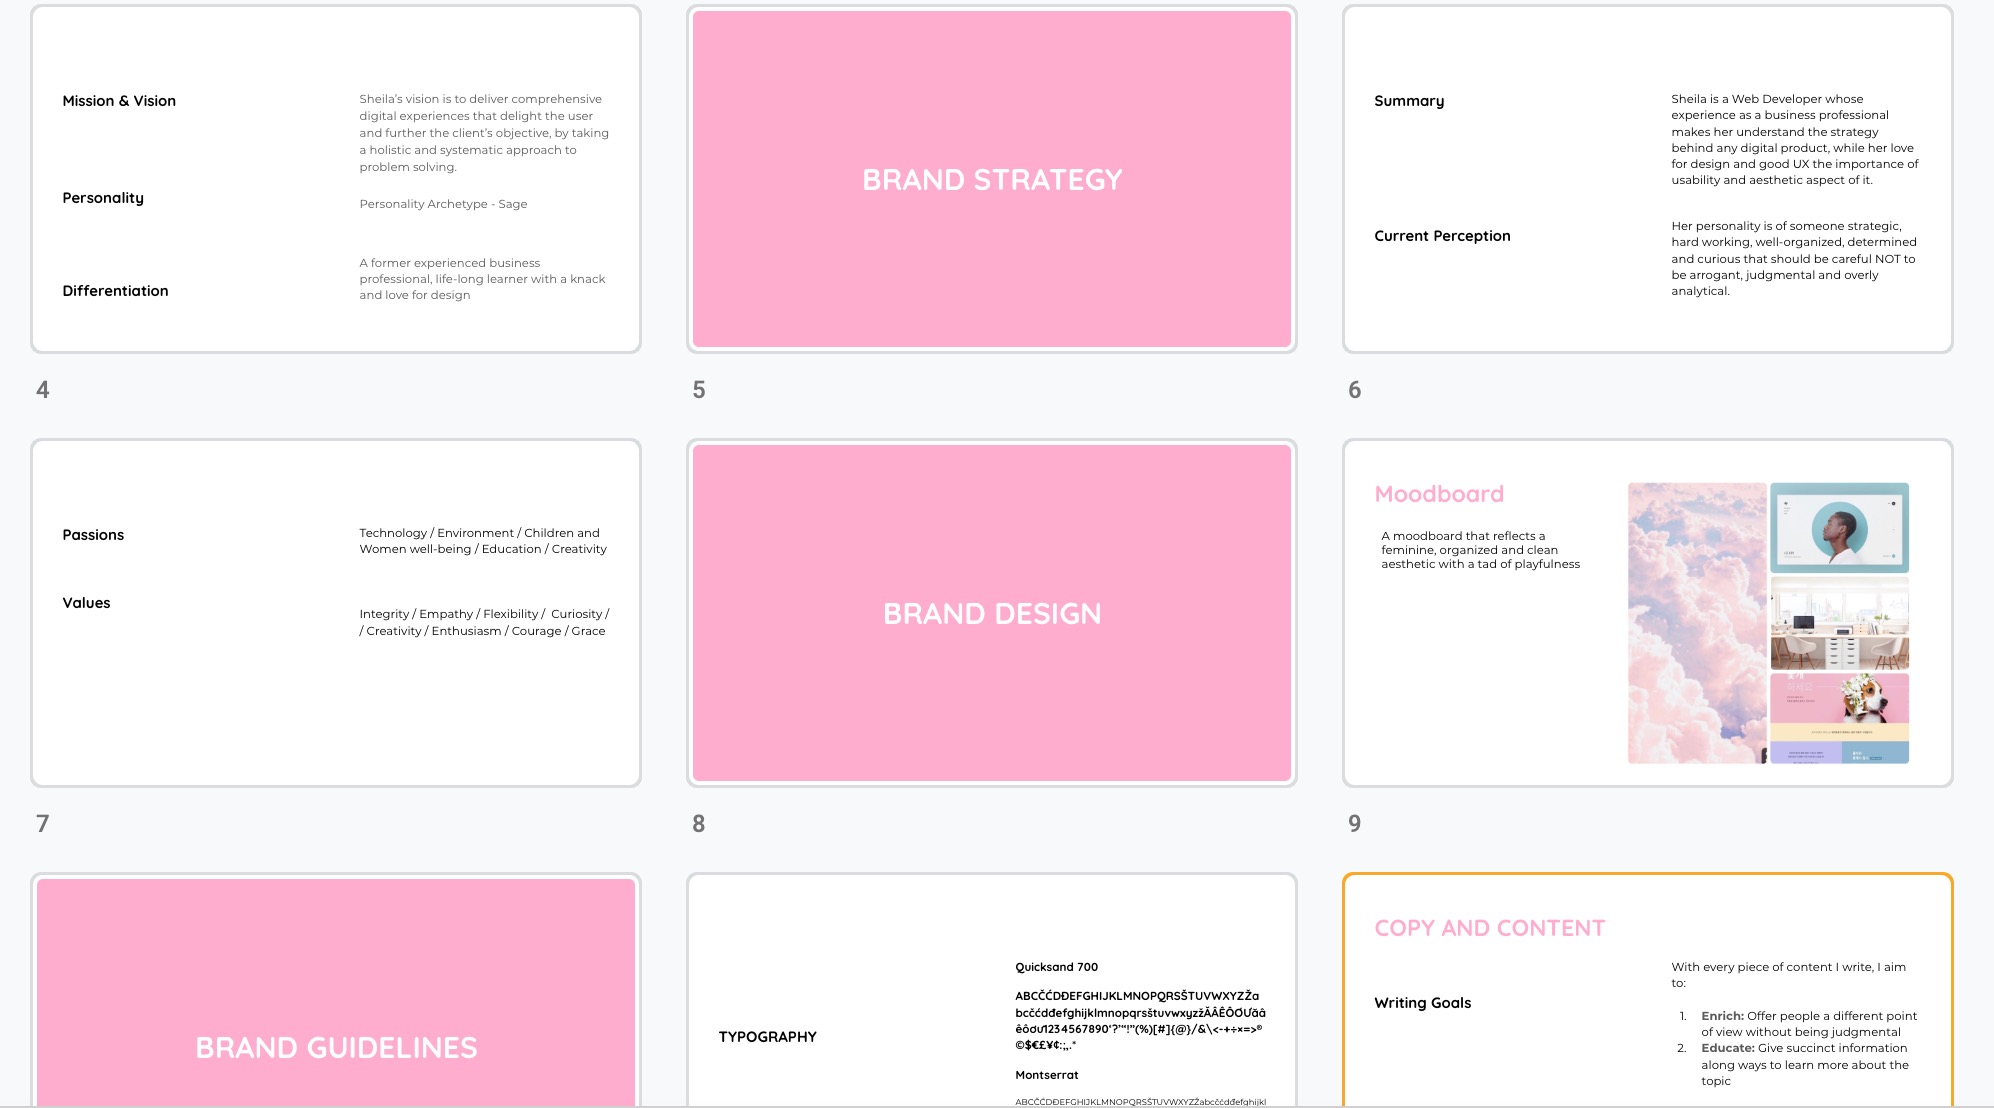 Mission & Vision
Sheila's vision is to deliver comprehensive
digital experiences that delight the user
and further the client's objective, by taking
a holistic and systematic approach to
problem solving.
Personality
Personality Archetype - Sage
Differentiation
A former experienced business
professional, life-long learner with a knack
and love for design
4
BRAND STRATEGY
5
Summary
Sheila is a Web Developer whose
experience as a business professional
makes her understand the strategy
behind any digital product, while her love
for design and good UX the importance of
usability and aesthetic aspect of it.
Current Perception
Her personality is of someone strategic,
hard working, well-organized, determined
and curious that should be careful NOT to
be arrogant, judgmental and overly
analytical.
6
Passions
Technology / Environment / Children and
Women well-being / Education / Creativity
Values
Integrity / Empathy / Flexibility /  Curiosity /
/ Creativity / Enthusiasm / Courage / Grace
7
BRAND DESIGN
8
Moodboard
A moodboard that reflects a
feminine, organized and clean
aesthetic with a tad of playfulness
9
BRAND GUIDELINES
TYPOGRAPHY
Quicksand 700
ABCČĆDĐEFGHIJKLMNOPQRSŠTUVWXYZŽa
bcčćdđefghijklmnopqrsštuvwxyzžĂÂÊÔƠƯăâ
êôơư1234567890‘?’“!”(%)[#]{@}/&\<-+÷×=>®
©$€£¥¢:;,.*
Montserrat
ABCČĆDĐEFGHIJKLMNOPQRSŠTUVWXYZŽabcčćdđefghijkl
COPY AND CONTENT
Writing Goals
With every piece of content I write, I aim
to:
1. Enrich: Offer people a different point
of view without being judgmental
2. Educate: Give succinct information
along ways to learn more about the
topic